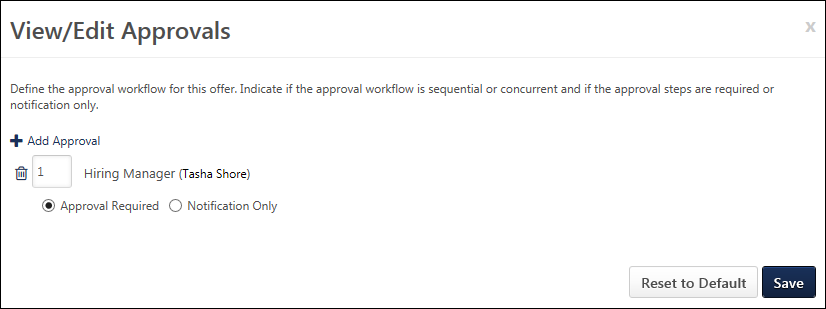 View/Edit Approvals
x
Define the approval workflow for this offer. Indicate if the approval workflow is sequential or concurrent and if the approval steps are required or
notification only.
Add Approval
1 Hiring Manager (Tasha Shore)
Approval Required Notification Only
Reset to Default Save